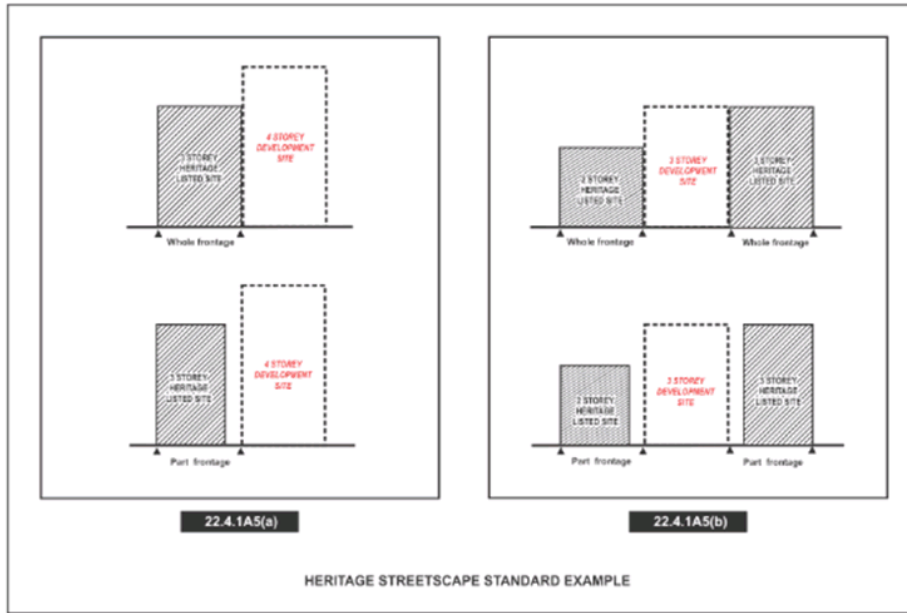 4 STOREY
DEVELOPMENT
SITE
3 STOREY
HERITAGE
LISTED SITE
Whole frontage
4 STOREY
DEVELOPMENT
SITE
3 STOREY
HERITAGE
LISTED SITE
Part frontage
22.4.1A5(a)
2 STOREY
HERITAGE
LISTED SITE
3 STOREY
DEVELOPMENT
SITE
3 STOREY
HERITAGE
LISTED SITE
Whole frontage
Whole frontage
2 STOREY
HERITAGE
LISTED SITE
3 STOREY
DEVELOPMENT
SITE
3 STOREY
HERITAGE
LISTED SITE
Part frontage
Part frontage
22.4.1A5(b)
HERITAGE STREETSCAPE STANDARD EXAMPLE